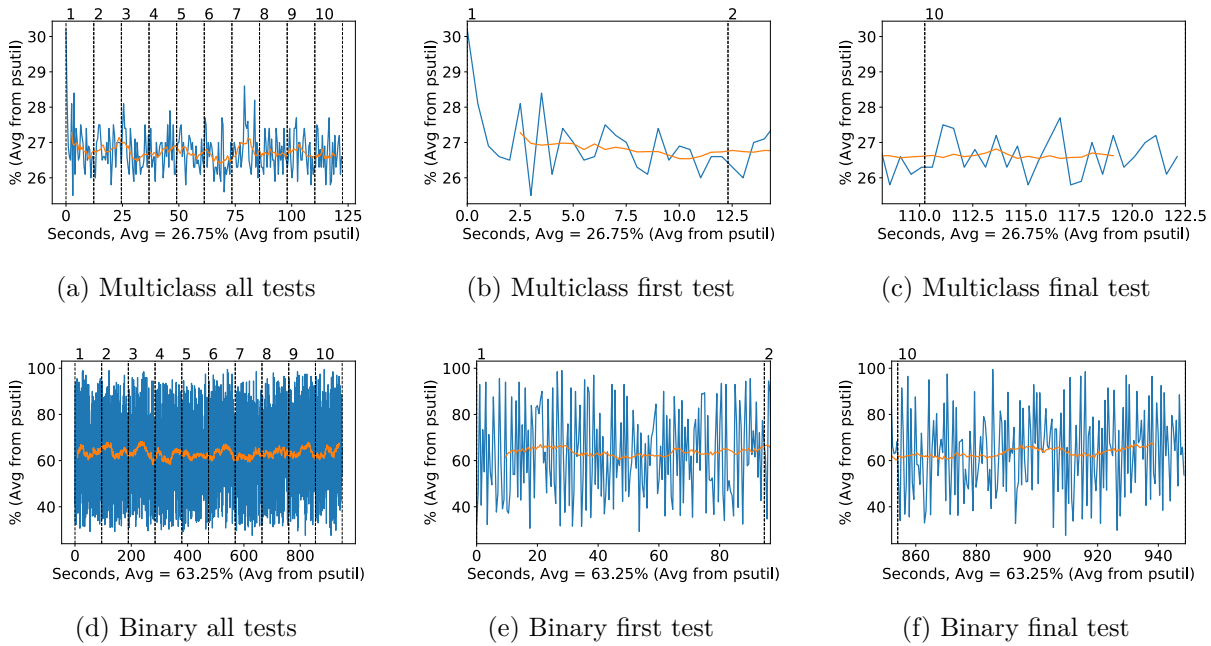 1 2 3 4 5 6 7 8 9 10
30
29
28
27
26
% (Avg from psutil)
0 25 50 75 100 125
Seconds, Avg = 26.75% (Avg from psutil)
(a) Multiclass all tests
1 2
30
29
28
27
26
% (Avg from psutil)
0.0 2.5 5.0 7.5 10.0 12.5
Seconds, Avg = 26.75% (Avg from psutil)
(b) Multiclass first test
10
30
29
28
27
26
% (Avg from psutil)
110.0 112.5 115.0 117.5 120.0 122.5
Seconds, Avg = 26.75% (Avg from psutil)
(c) Multiclass final test
1 2 3 4 5 6 7 8 9 10
100
80
60
40
% (Avg from psutil)
0 200 400 600 800
Seconds, Avg = 63.25% (Avg from psutil)
(d) Binary all tests
1 2
100
80
60
40
% (Avg from psutil)
0 20 40 60 80
Seconds, Avg = 63.25% (Avg from psutil)
(e) Binary first test
10
100
80
60
40
% (Avg from psutil)
860 880 900 920 940
Seconds, Avg = 63.25% (Avg from psutil)
(f) Binary final test